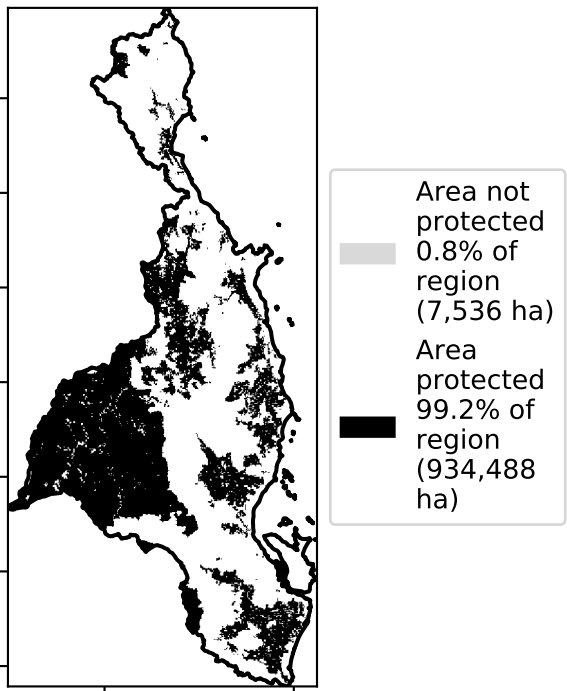 Area not
protected
0.8% of
region
(7,536 ha)
Area
protected
99.2% of
region
(934,488
ha)